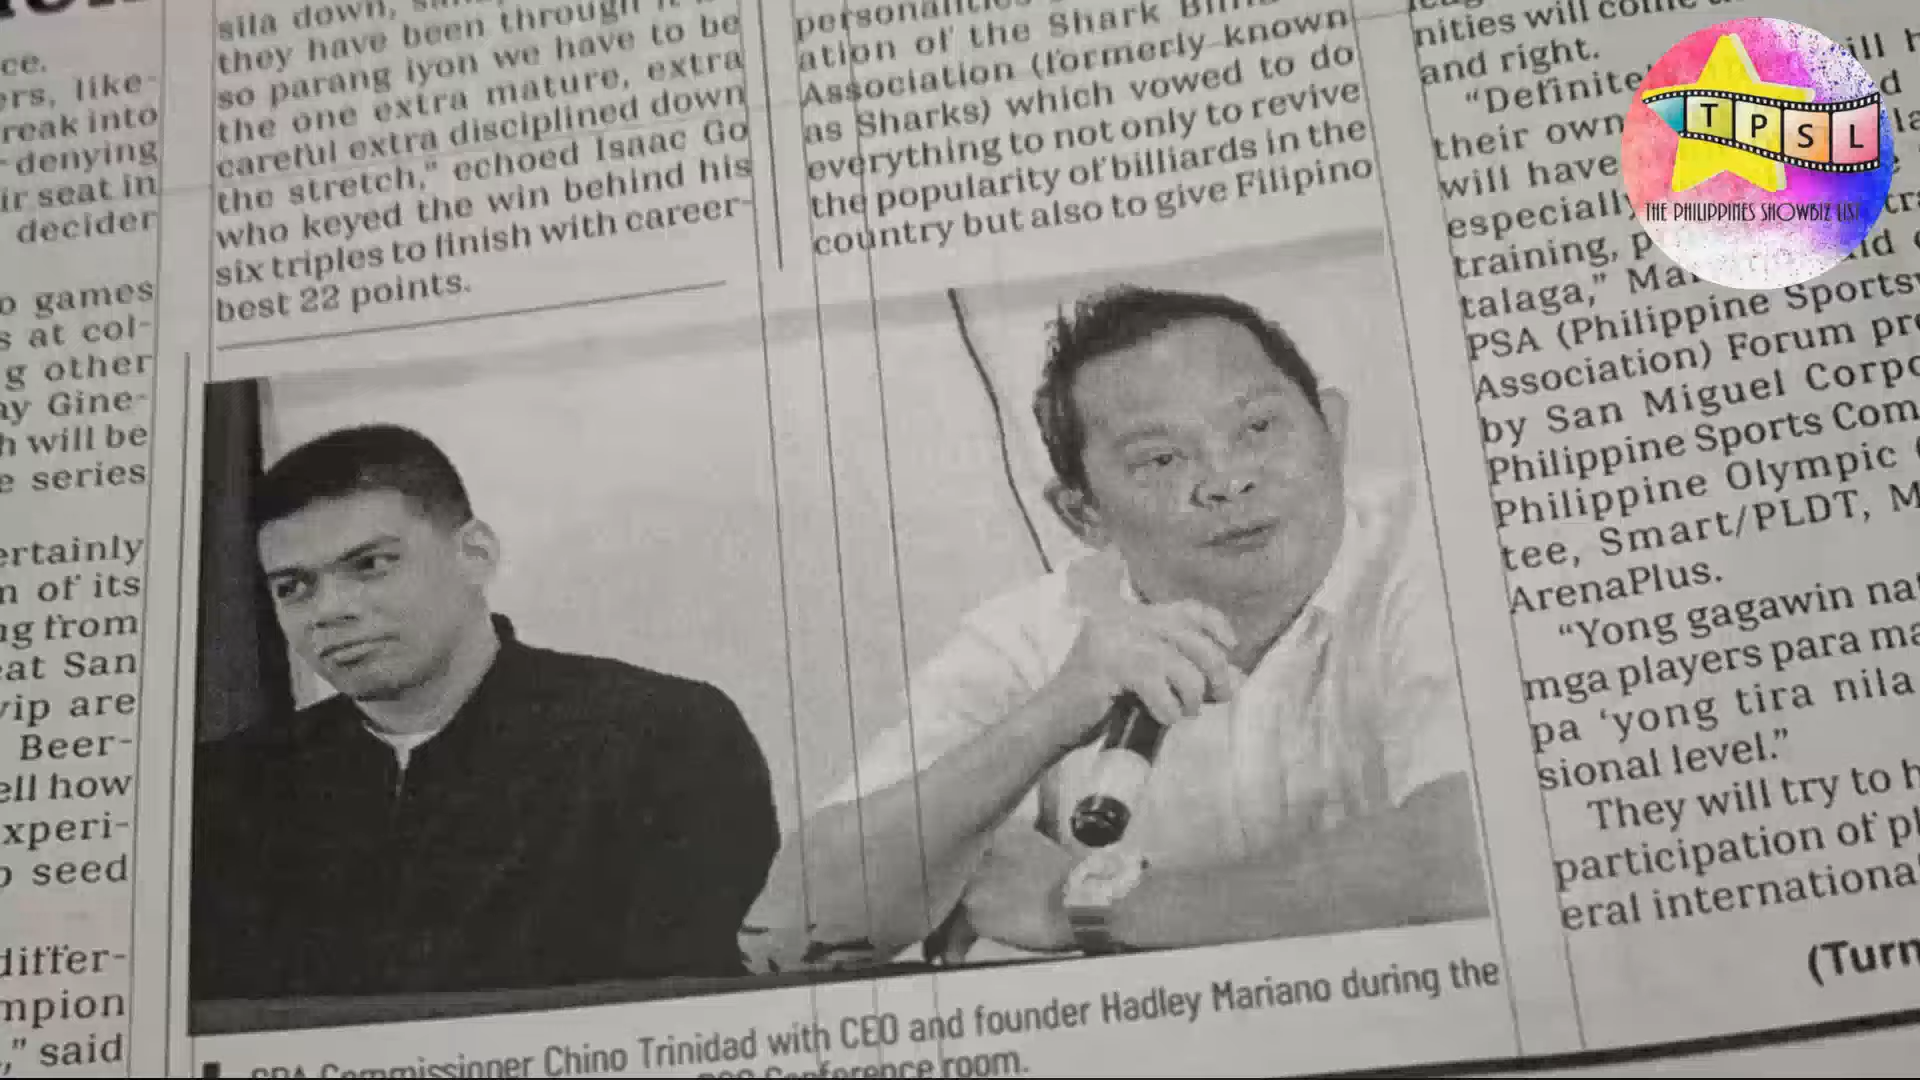 ce.
ers, like-
reak into
-denying
ir seat in
decider
o games
s at col-
g other
ay Gine-
h will be
e series
ertainly
n of its
ng from
eat San
vip are
Beer-
ell how
xperi-
o seed
differ-
mpion
," said
sila down,
they have been through it
so parang iyon we have to be
the one extra mature, extra
careful extra disciplined down
the stretch," echoed Isaac Go
who keyed the win behind his
six triples to finish with career-
best 22 points.
ation of the Shark
Association (formerly known
as Sharks) which vowed to do
everything to not only to revive
the popularity of billiards in the
country but also to give Filipino
nities will come
and right.
"Definite
their own
will have
especially
training, p
talaga," Ma
PSA (Philippine Sports
Association) Forum pr
by San Miguel Corpo
Philippine Sports Com
Philippine Olympic
tee, Smart/PLDT, M
ArenaPlus.
"Yong gagawin na
mga players para ma
pa 'yong tira nila
sional level."
They will try to h
participation of pl
eral internationa
(Turn
Commissioner Chino Trinidad with CEO and founder Hadley Mariano during the
Conference room.
TPSL
THE PHILIPPINES SHOWBIZ LIST